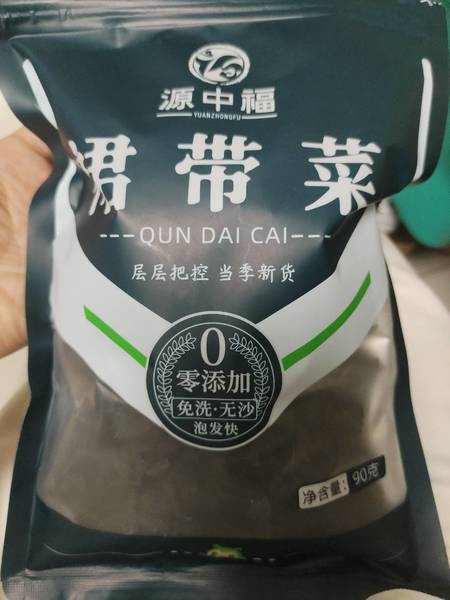 源中福
YUANZHONGFU
裙带菜
---QUN DAI CAI---
层层把控 当季新货
0
零添加
免洗·无沙
泡发快
净含量: 90克